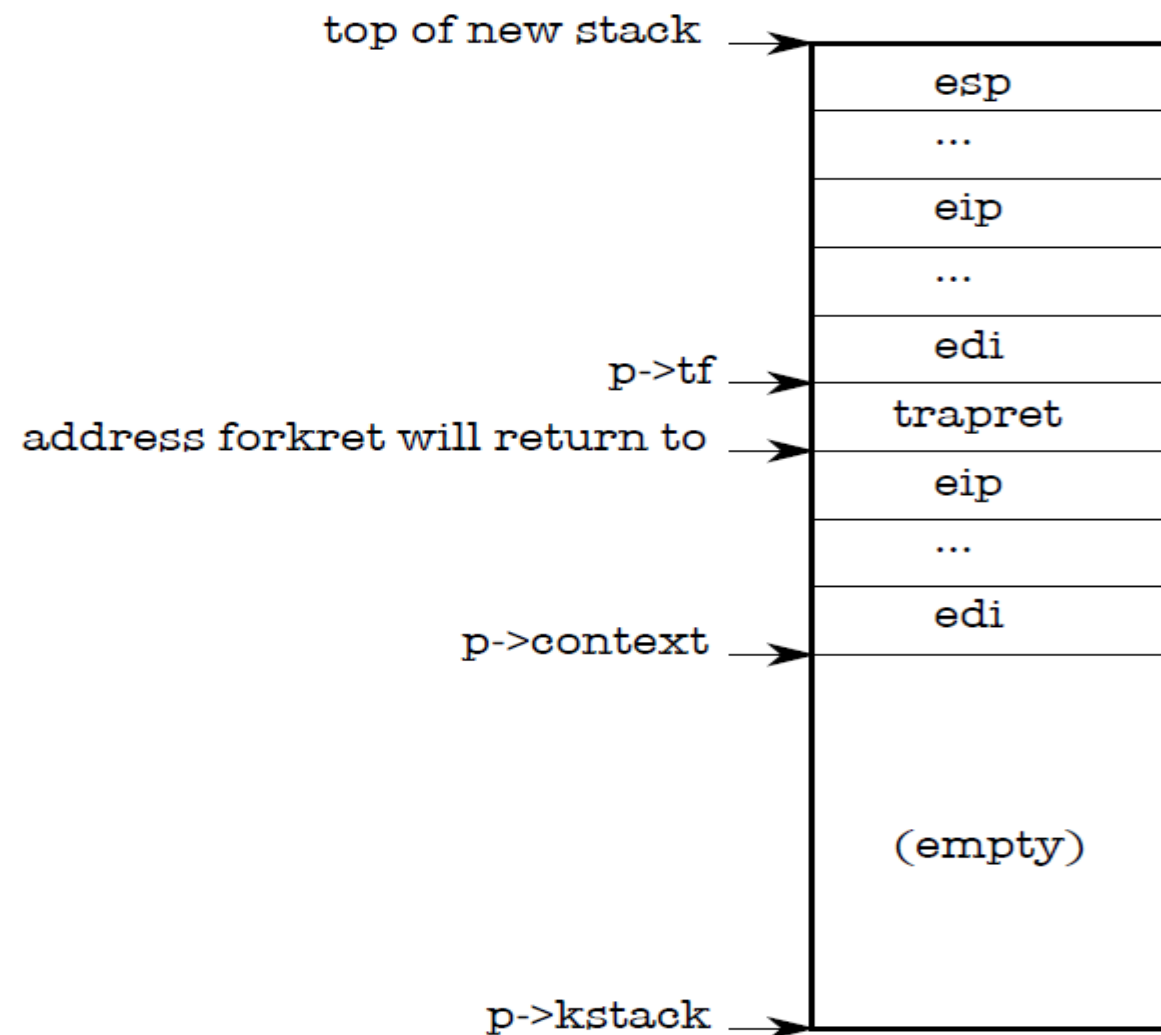 top of new stack
esp
...
eip
...
edi
p->tf
trapret
address forkret will return to
eip
...
edi
p->context
(empty)
p->kstack